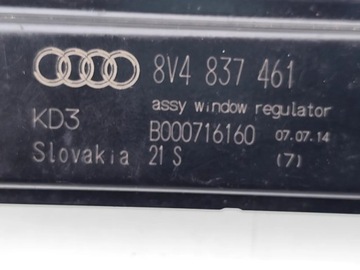 8V4 837 461
assy window regulator
KD3 B000716160 07.07.14
Slovakia 21 S (7)